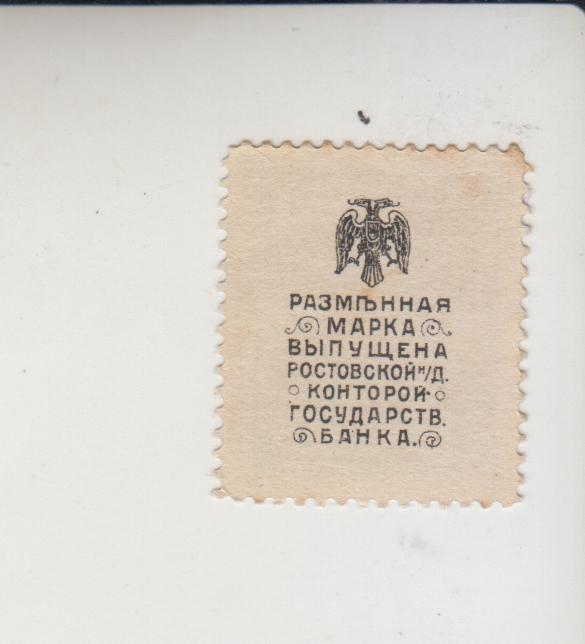 РАЗМѢННАЯ
МАРКА
ВЫПУЩЕНА
РОСТОВСКОЙ Н/Д.
КОНТОРОЙ
ГОСУДАРСТВ.
БАНКА.